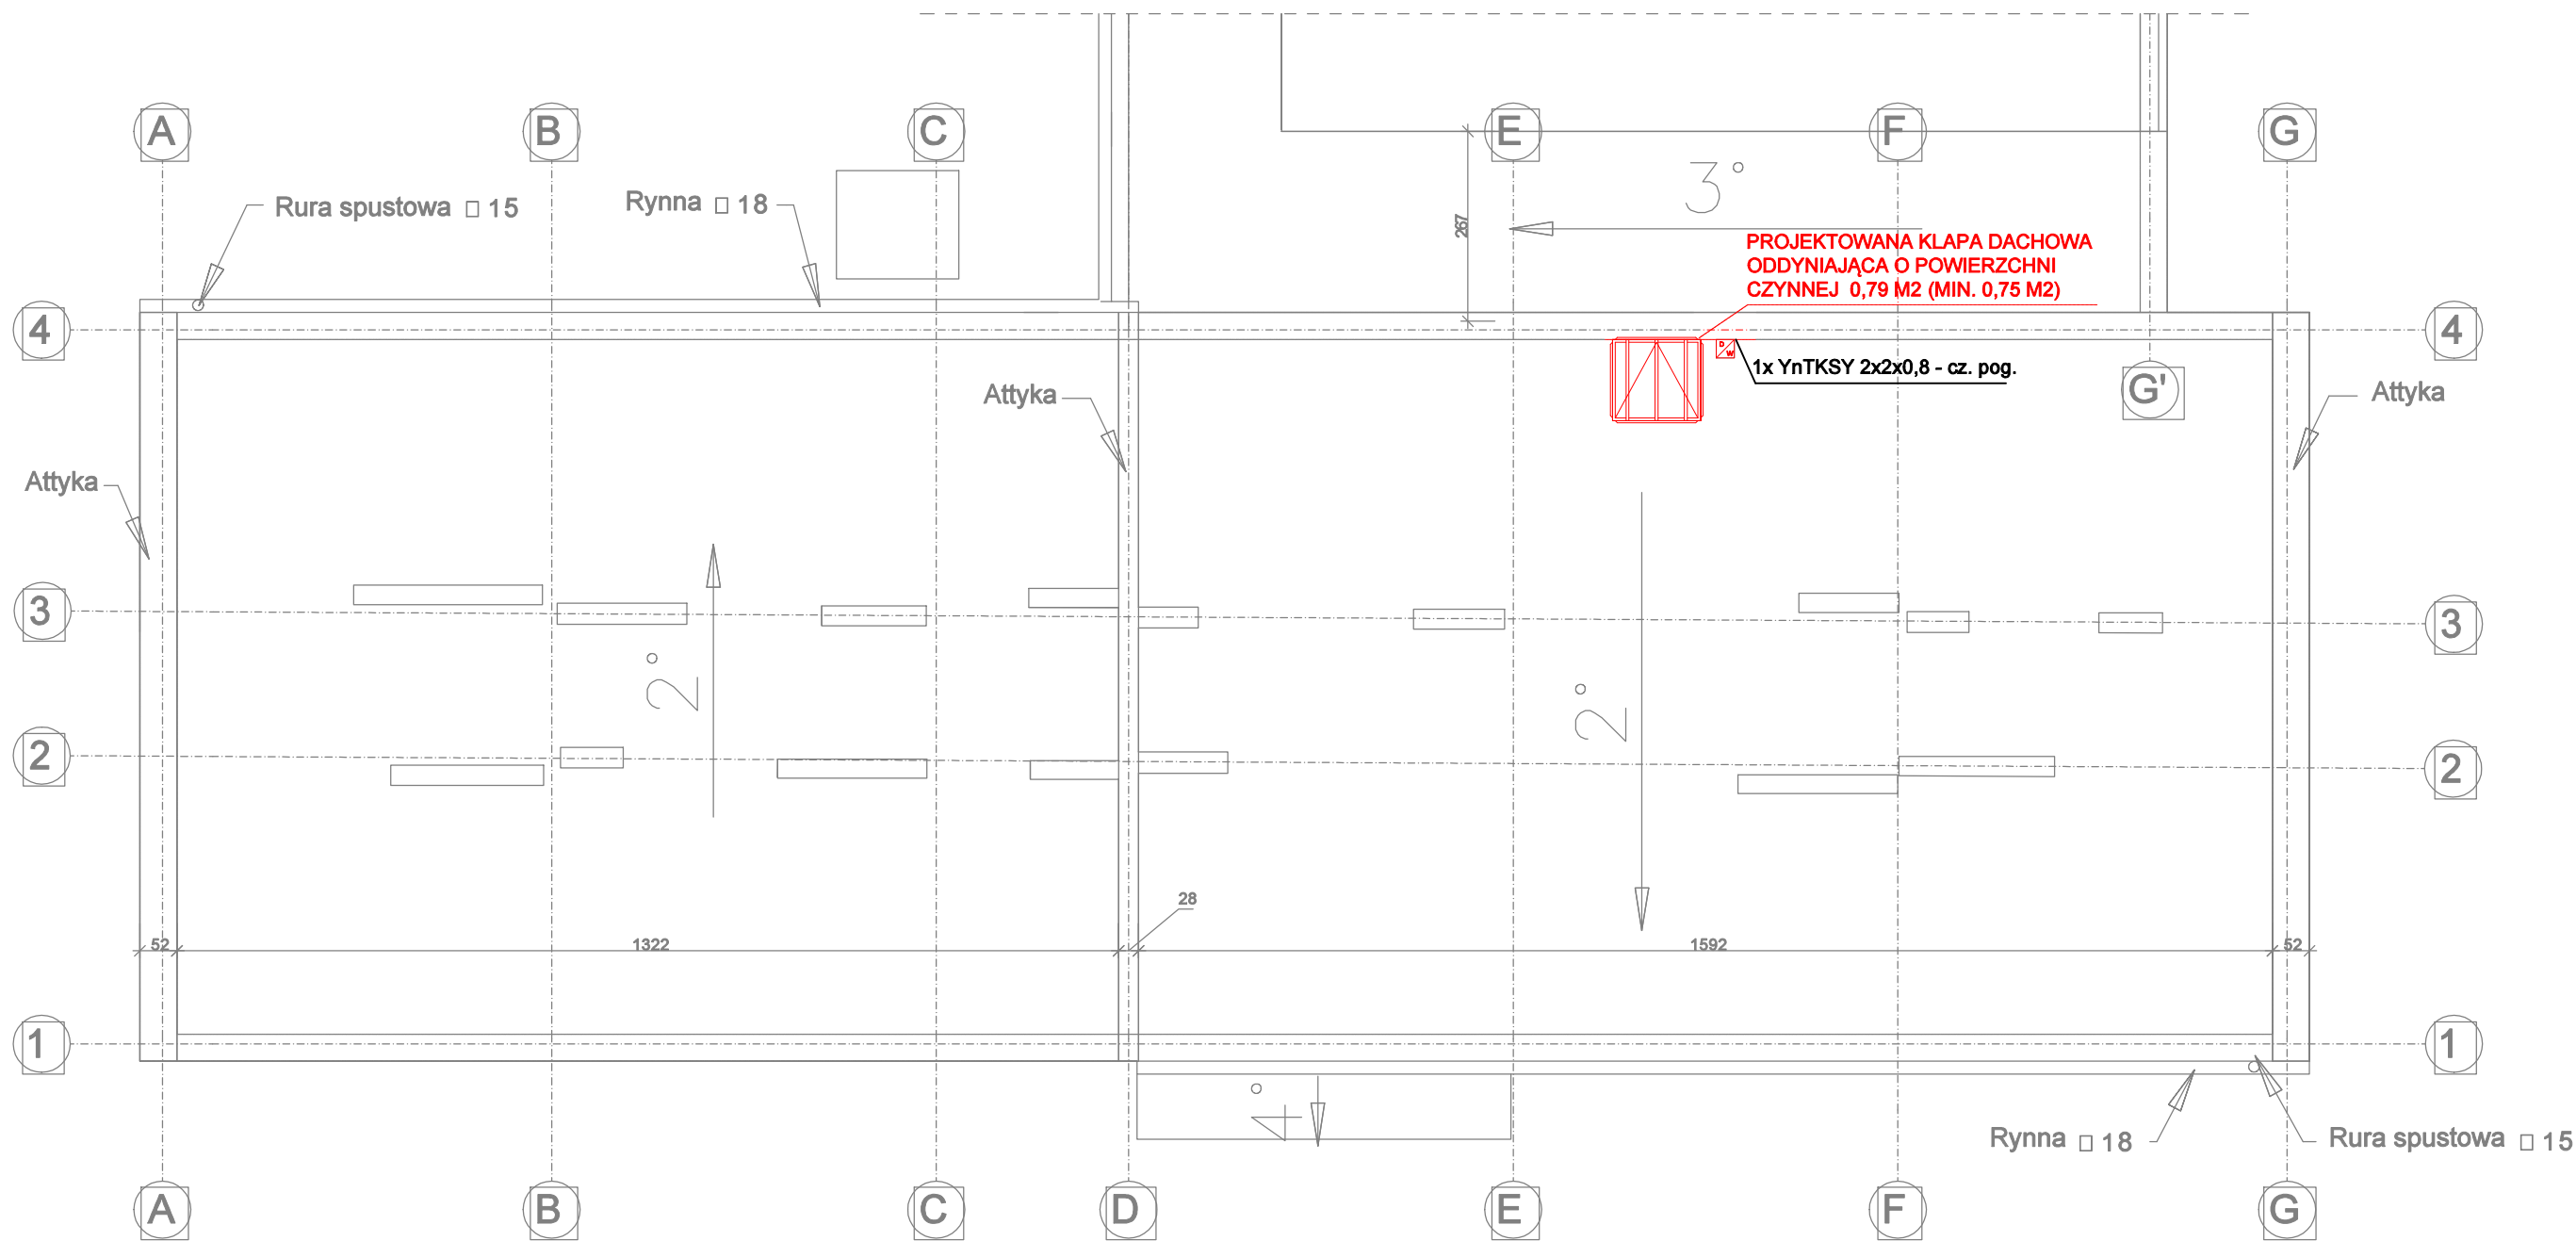 A
B
C
E
F
G
Rura spustowa □ 15
Rynna □ 18
3°
267
PROJEKTOWANA KLAPA DACHOWA
ODDYNIAJĄCA O POWIERZCHNI
CZYNNEJ 0,79 M2 (MIN. 0,75 M2)
4
4
D
W
1x YnTKSY 2x2x0,8 - cz. pog.
G'
Attyka
Attyka
Attyka
3
3
2°
2°
2
2
28
52
1322
1592
52
1
1
4°
Rynna □ 18
Rura spustowa □ 15
A
B
C
D
E
F
G